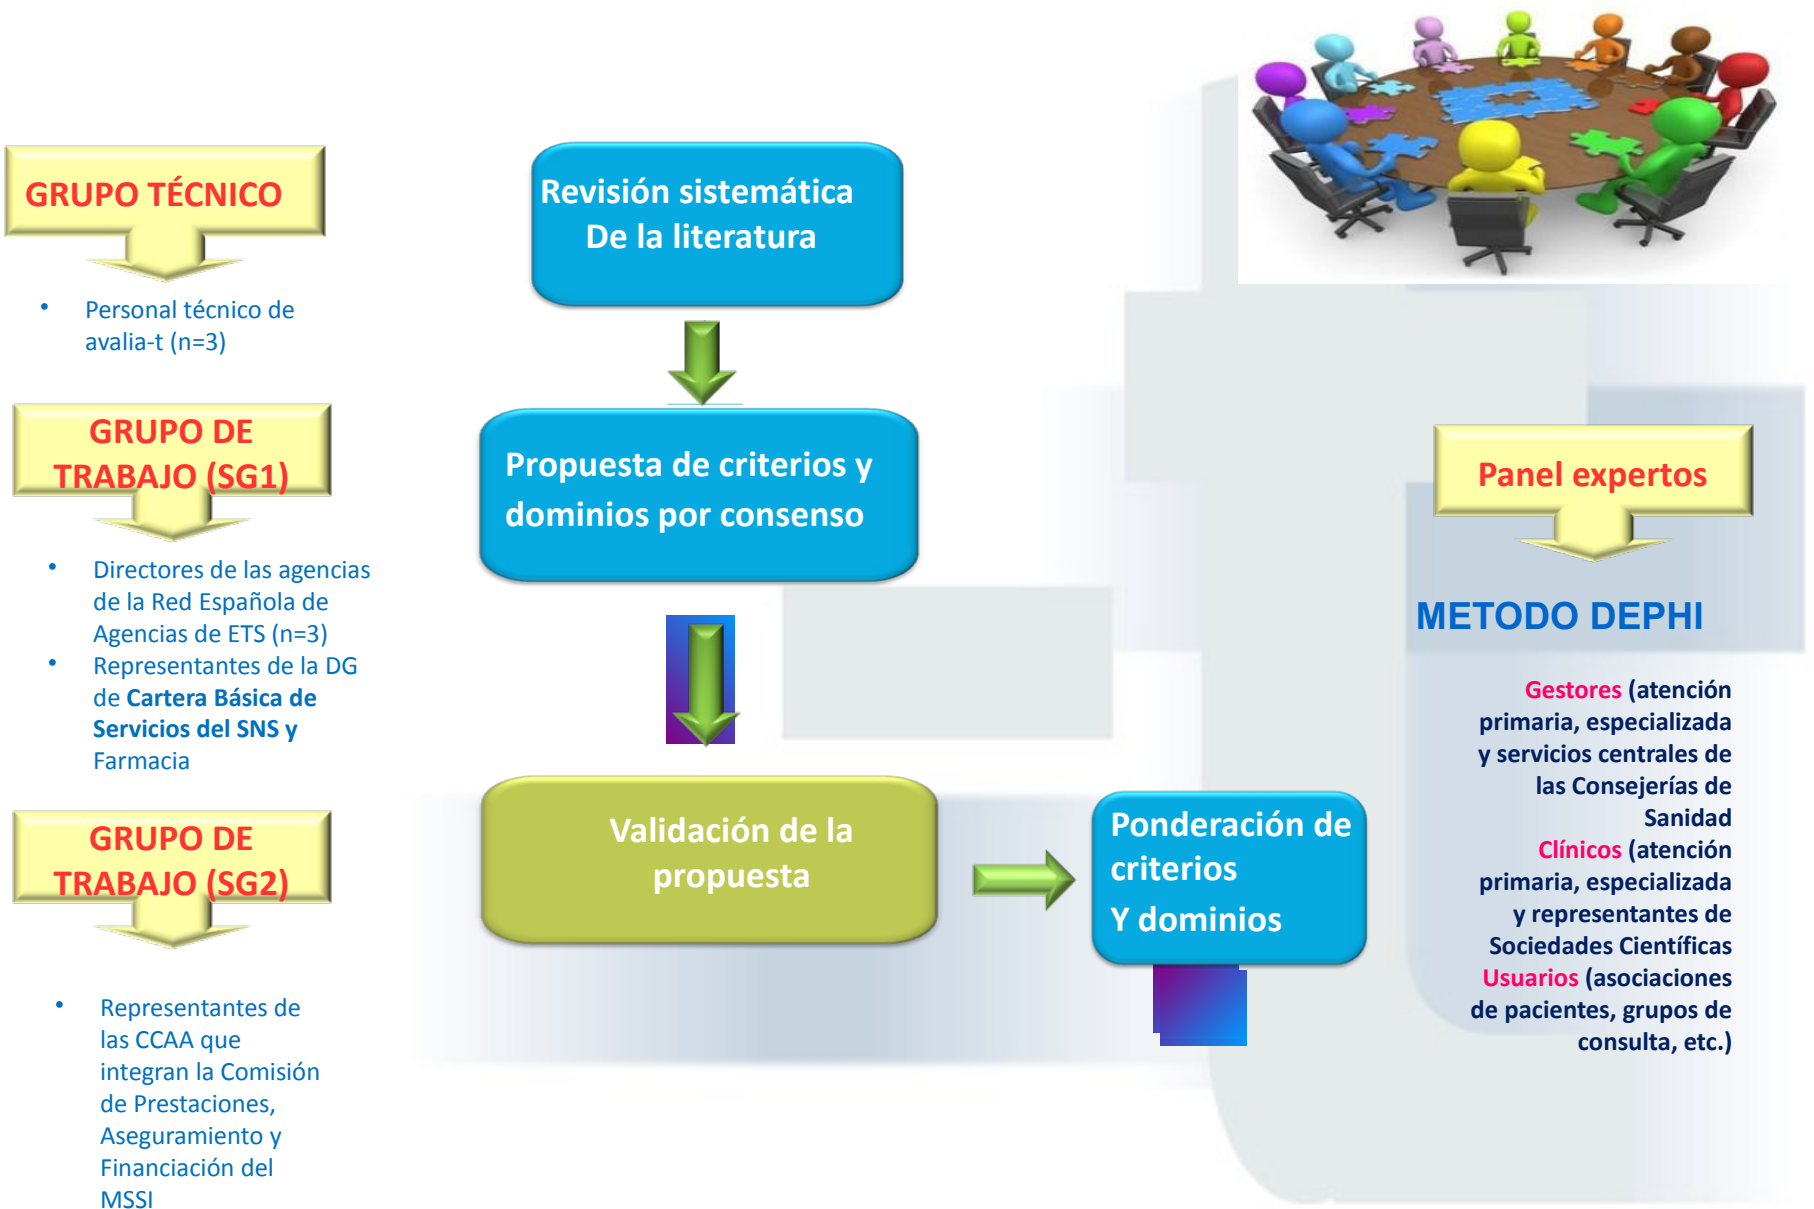 GRUPO TÉCNICO
• Personal técnico de
avalia-t (n=3)
GRUPO DE
TRABAJO (SG1)
• Directores de las agencias
de la Red Española de
Agencias de ETS (n=3)
• Representantes de la DG
de Cartera Básica de
Servicios del SNS y
Farmacia
GRUPO DE
TRABAJO (SG2)
• Representantes de
las CCAA que
integran la Comisión
de Prestaciones,
Aseguramiento y
Financiación del
MSSI
Revisión sistemática
De la literatura
Propuesta de criterios y
dominios por consenso
Validación de la
propuesta
Ponderación de
criterios
Y dominios
Panel expertos
METODO DEPHI
Gestores (atención
primaria, especializada
y servicios centrales de
las Consejerías de
Sanidad
Clínicos (atención
primaria, especializada
y representantes de
Sociedades Científicas
Usuarios (asociaciones
de pacientes, grupos de
consulta, etc.)